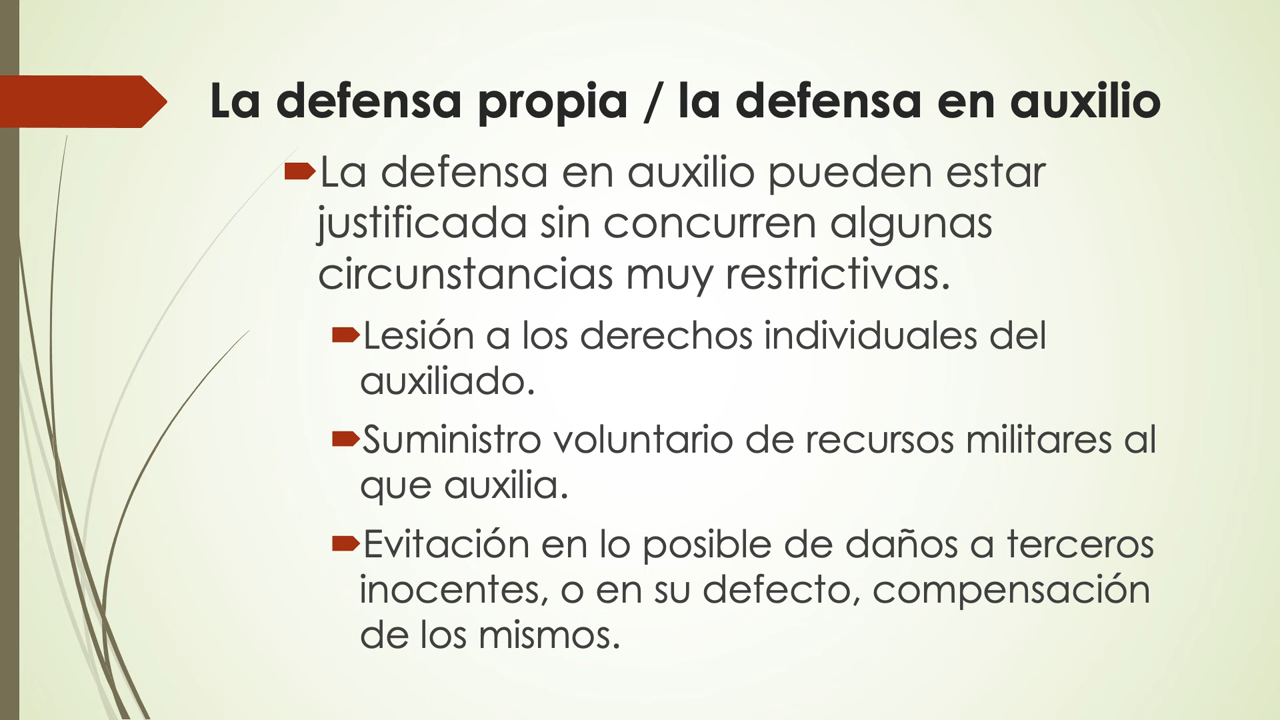 La defensa propia / la defensa en auxilio
La defensa en auxilio pueden estar
justificada sin concurren algunas
circunstancias muy restrictivas.
Lesión a los derechos individuales del
auxiliado.
Suministro voluntario de recursos militares al
que auxilia.
Evitación en lo posible de daños a terceros
inocentes, o en su defecto, compensación
de los mismos.